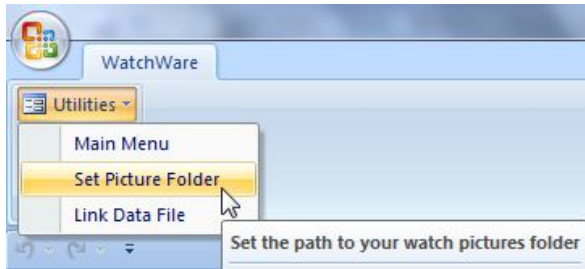 WatchWare
Utilities
Main Menu
Set Picture Folder
Link Data File
Set the path to your watch pictures folder